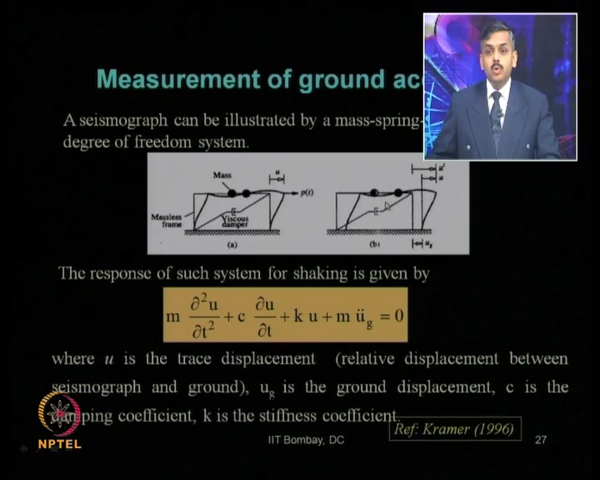 Measurement of ground
A seismograph can be illustrated by a mass-spring-
degree of freedom system.
Mass
u
p(t)
Massless
frame
Viscous
damper
(a)
(b)
The response of such system for shaking is given by
m ∂²u/∂t² + c ∂u/∂t + k u + m ü_g = 0
where u is the trace displacement (relative displacement between
seismograph and ground), u_g is the ground displacement, c is the
damping coefficient, k is the stiffness coefficient.
Ref: Kramer (1996)
NPTEL
IIT Bombay, DC
27